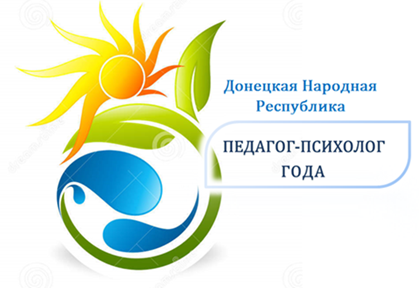 Донецкая Народная
Республика
ПЕДАГОГ-ПСИХОЛОГ
ГОДА